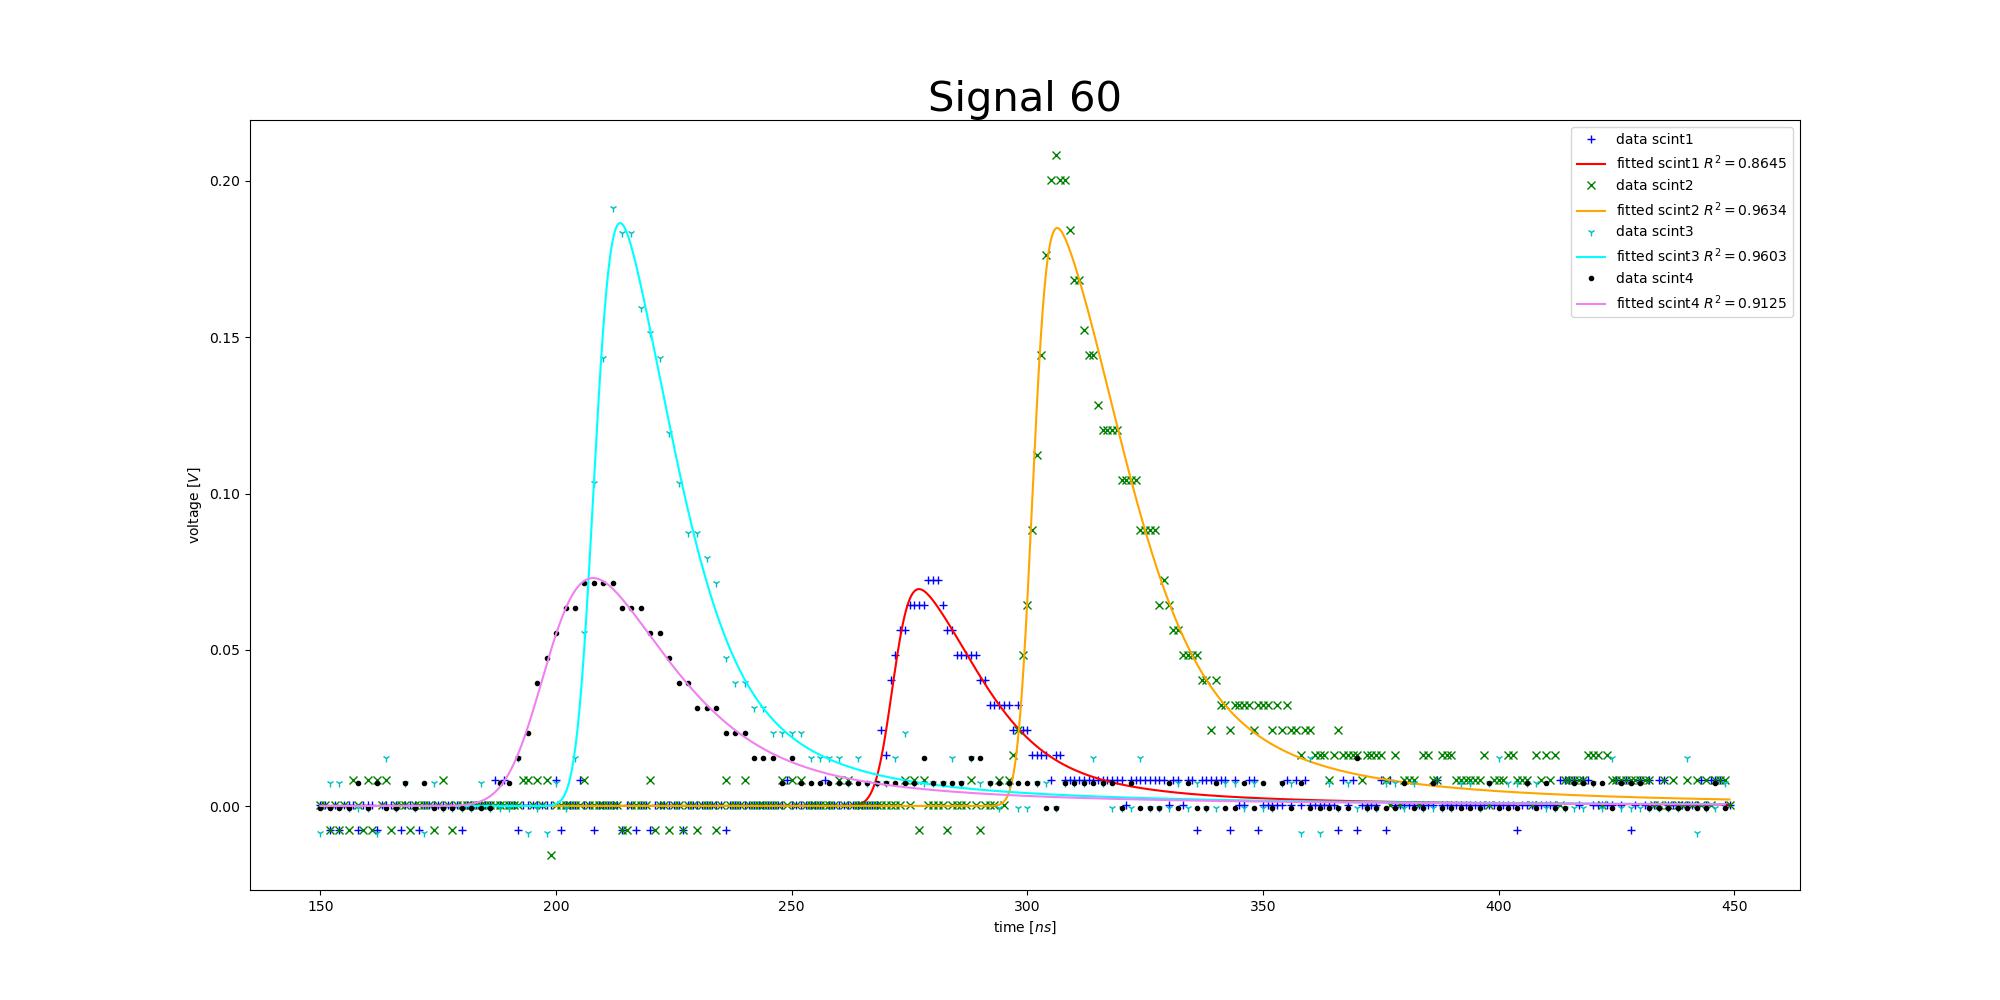 Signal 60
data scint1
fitted scint1 R² = 0.8645
data scint2
fitted scint2 R² = 0.9634
data scint3
fitted scint3 R² = 0.9603
data scint4
fitted scint4 R² = 0.9125
voltage [V]
0.20
0.15
0.10
0.05
0.00
150 200 250 300 350 400 450
time [ns]